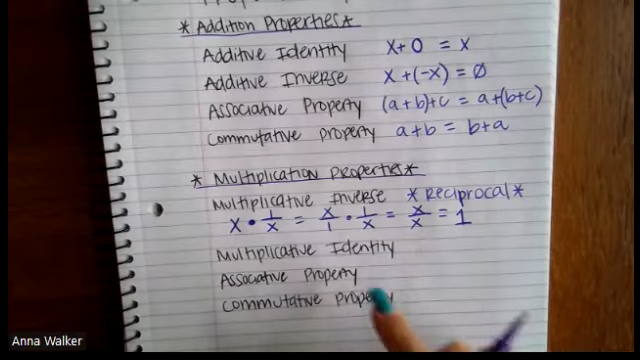 * Addition Properties *
Additive Identity x + 0 = x
Additive Inverse x + (-x) = 0
Associative Property (a+b)+c = a+(b+c)
Commutative Property a+b = b+a
* Multiplication Properties *
Multiplicative Inverse * Reciprocal *
x • 1/x = x/1 • 1/x = x/x = 1
Multiplicative Identity
Associative Property
Commutative Property
Anna Walker